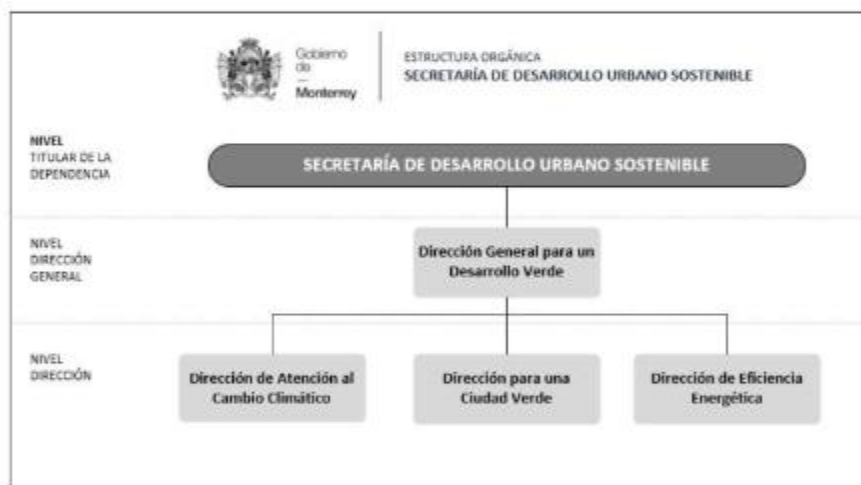 Gobierno
de
—
Monterrey
ESTRUCTURA ORGÁNICA
SECRETARÍA DE DESARROLLO URBANO SOSTENIBLE
NIVEL
TITULAR DE LA
DEPENDENCIA
SECRETARÍA DE DESARROLLO URBANO SOSTENIBLE
NIVEL
DIRECCIÓN
GENERAL
Dirección General para un
Desarrollo Verde
NIVEL
DIRECCIÓN
Dirección de Atención al
Cambio Climático
Dirección para una
Ciudad Verde
Dirección de Eficiencia
Energética